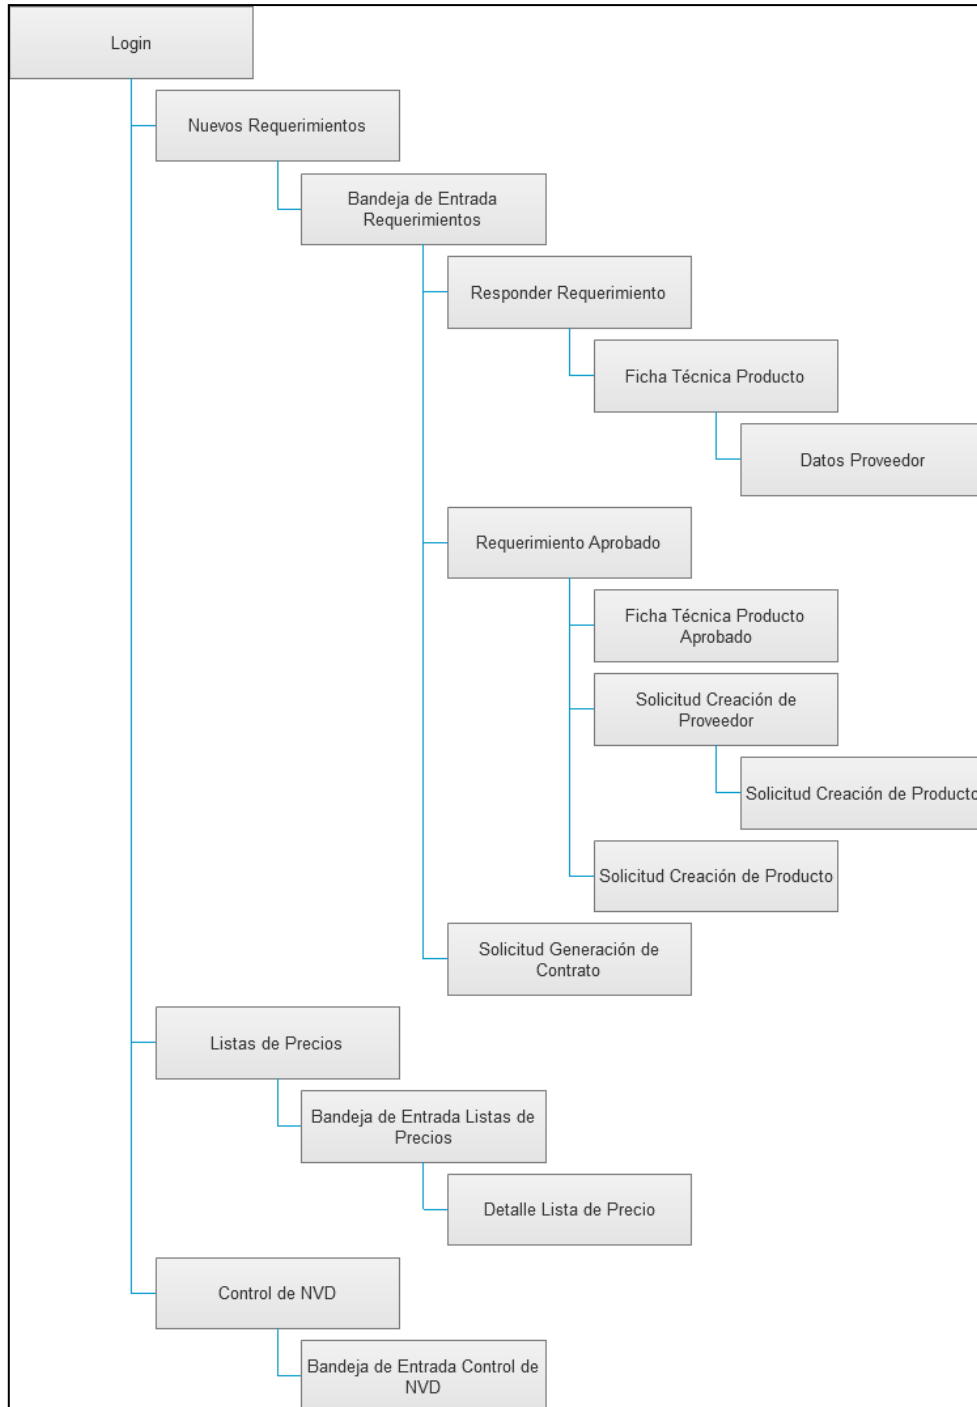 Login
Nuevos Requerimientos
Bandeja de Entrada
Requerimientos
Responder Requerimiento
Ficha Técnica Producto
Datos Proveedor
Requerimiento Aprobado
Ficha Técnica Producto
Aprobado
Solicitud Creación de
Proveedor
Solicitud Creación de Producto
Solicitud Creación de Producto
Solicitud Generación de
Contrato
Listas de Precios
Bandeja de Entrada Listas de
Precios
Detalle Lista de Precio
Control de NVD
Bandeja de Entrada Control de
NVD